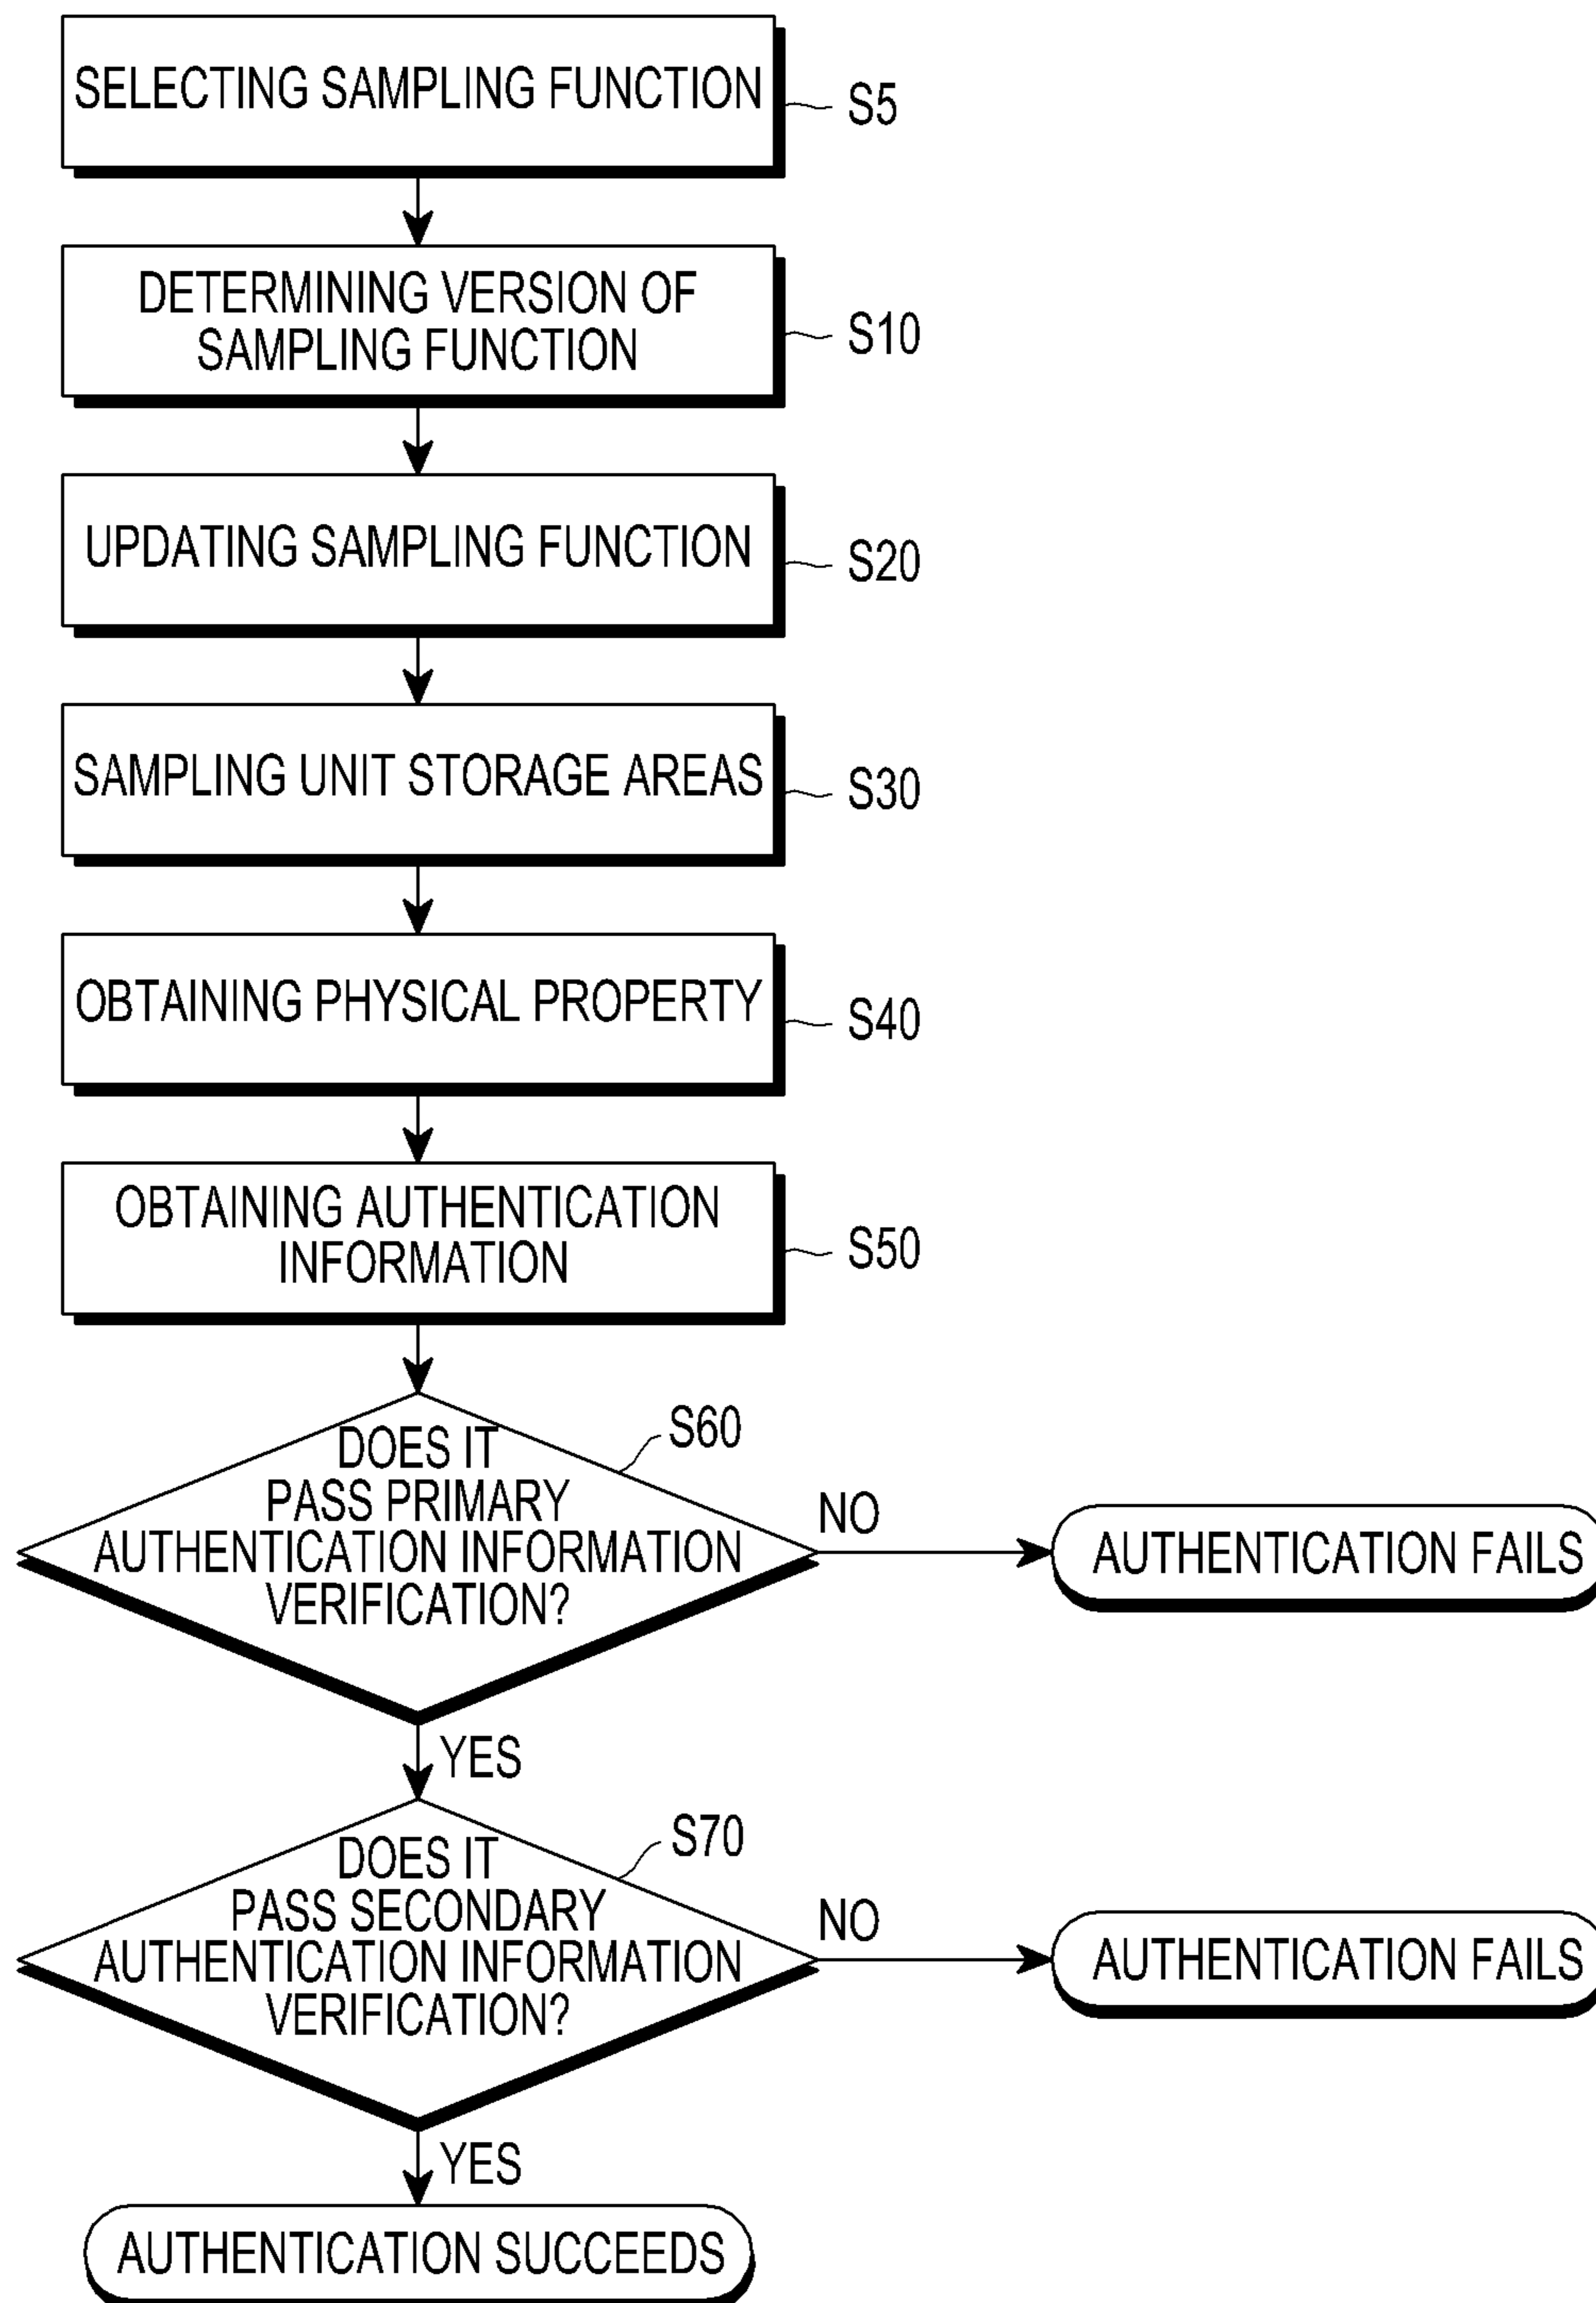 SELECTING SAMPLING FUNCTION
S5
DETERMINING VERSION OF
SAMPLING FUNCTION
S10
UPDATING SAMPLING FUNCTION
S20
SAMPLING UNIT STORAGE AREAS
S30
OBTAINING PHYSICAL PROPERTY
S40
OBTAINING AUTHENTICATION
INFORMATION
S50
DOES IT
PASS PRIMARY
AUTHENTICATION INFORMATION
VERIFICATION?
S60
NO
AUTHENTICATION FAILS
YES
DOES IT
PASS SECONDARY
AUTHENTICATION INFORMATION
VERIFICATION?
S70
NO
AUTHENTICATION FAILS
YES
AUTHENTICATION SUCCEEDS